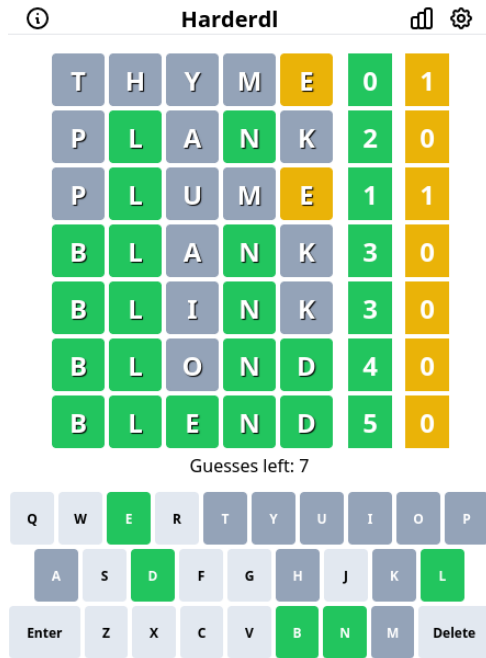 Harderdl
T H Y M E 0 1
P L A N K 2 0
P L U M E 1 1
B L A N K 3 0
B L I N K 3 0
B L O N D 4 0
B L E N D 5 0
Guesses left: 7
Q W E R T Y U I O P
A S D F G H J K L
Enter Z X C V B N M Delete